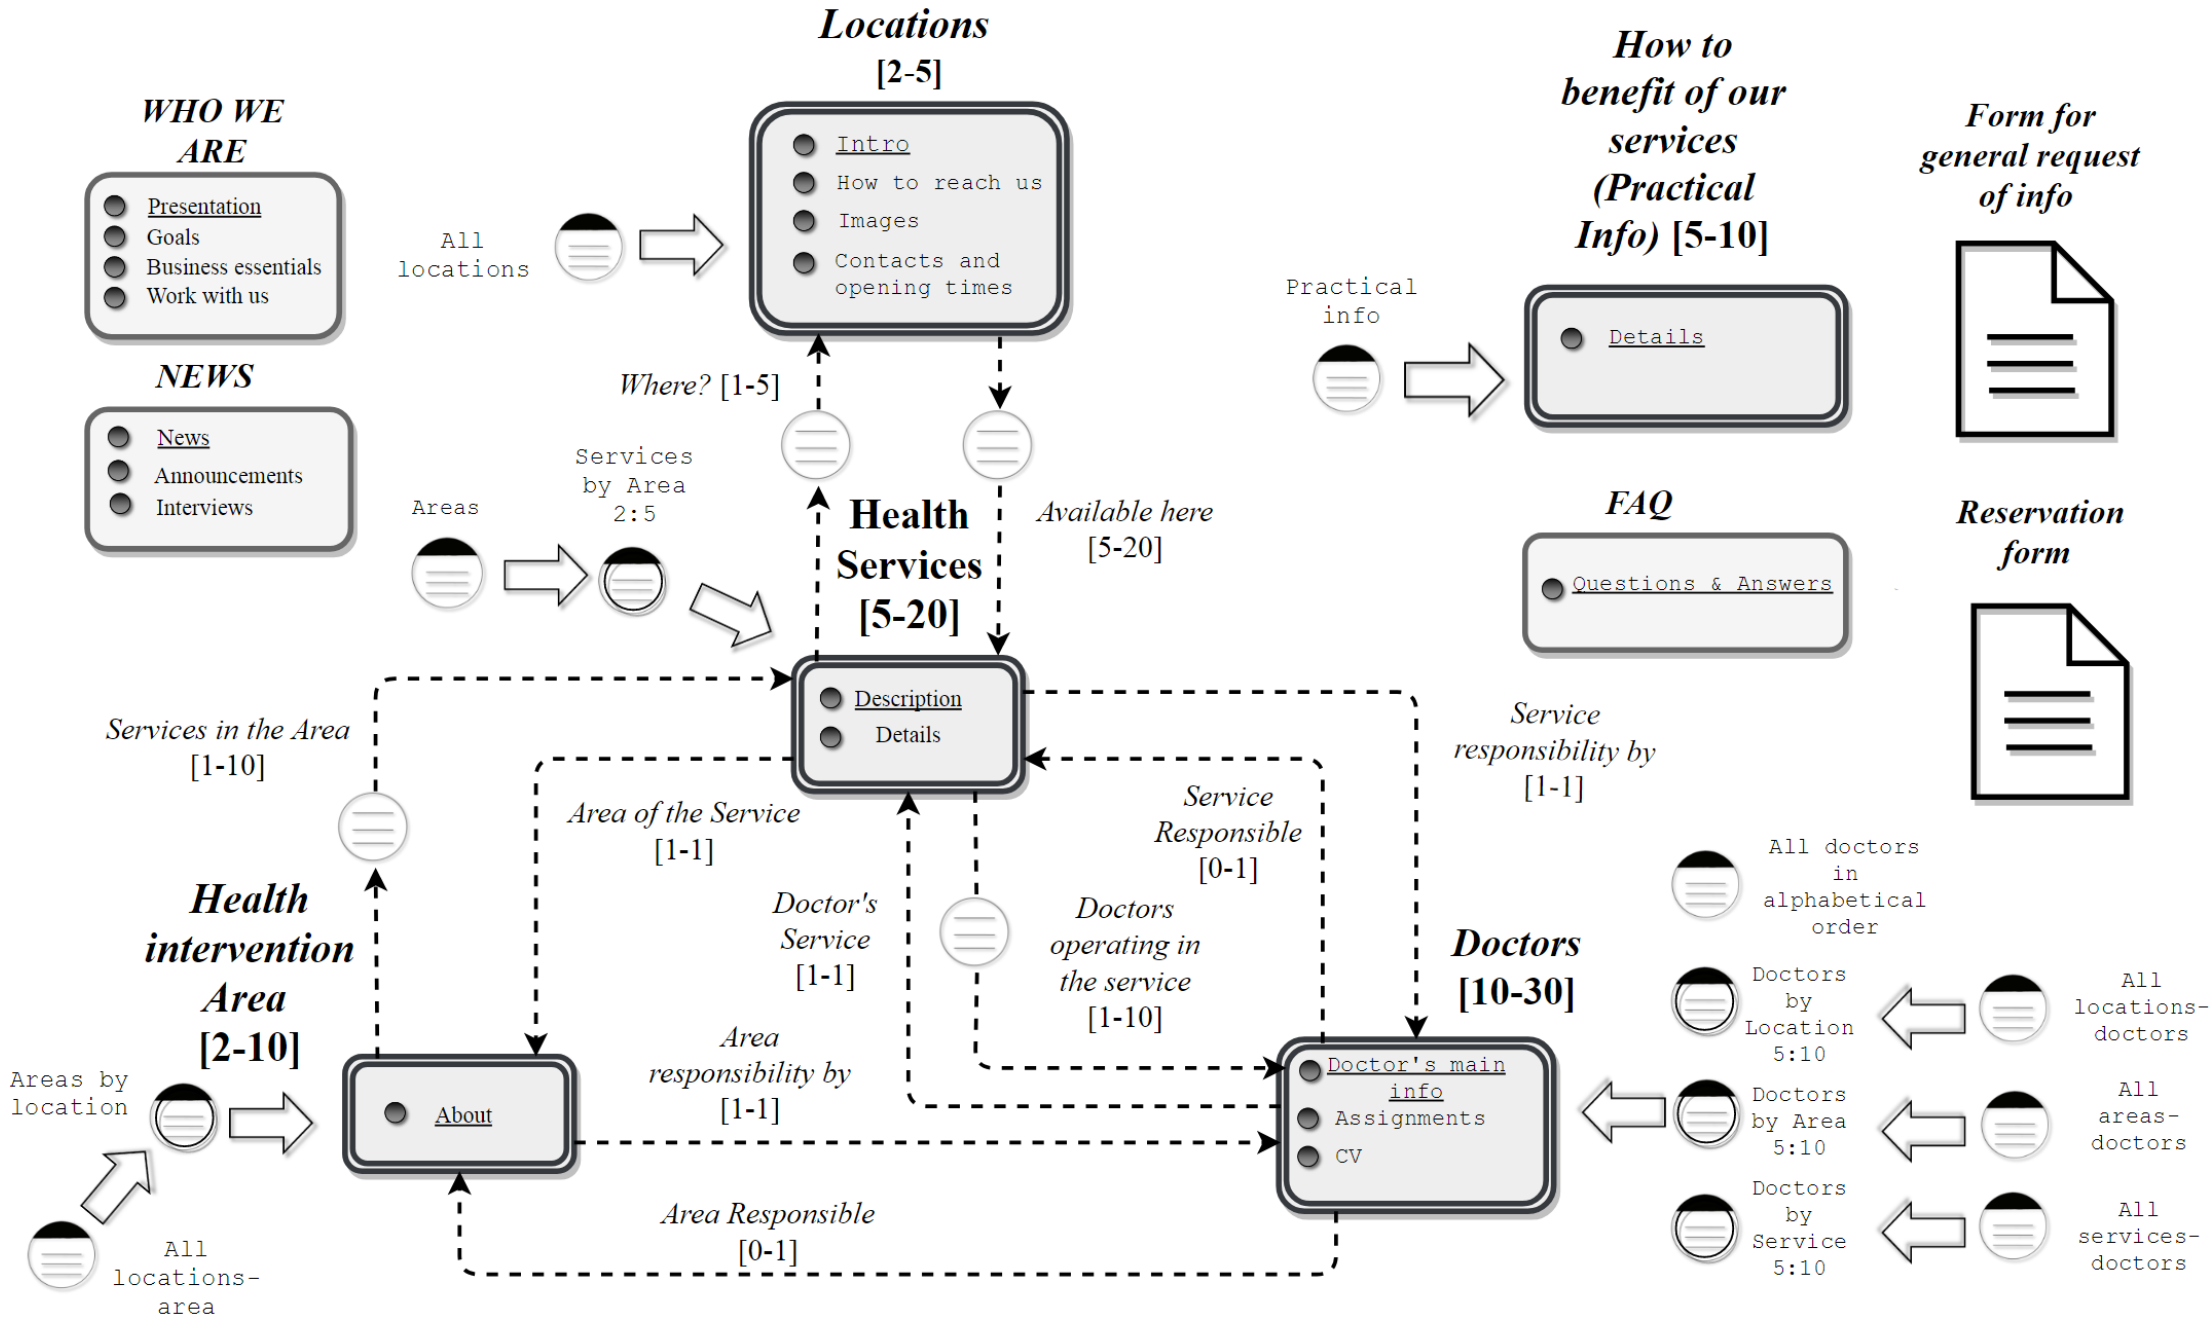 Locations
[2-5]
WHO WE
ARE
Presentation
Goals
Business essentials
Work with us
NEWS
News
Announcements
Interviews
All
locations
Intro
How to reach us
Images
Contacts and
opening times
How to
benefit of our
services
(Practical
Info) [5-10]
Practical
info
Details
Form for
general request
of info
FAQ
Questions & Answers
Reservation
form
Where? [1-5]
Available here
[5-20]
Areas
Services
by Area
2:5
Health
Services
[5-20]
Description
Details
Services in the Area
[1-10]
Area of the Service
[1-1]
Service
responsibility by
[1-1]
Service
Responsible
[0-1]
Doctor's
Service
[1-1]
Doctors
operating in
the service
[1-10]
Health
intervention
Area
[2-10]
Areas by
location
All
locations-
area
About
Area
responsibility by
[1-1]
Area Responsible
[0-1]
Doctors
[10-30]
Doctor's main
info
Assignments
CV
All doctors
in
alphabetical
order
Doctors
by
Location
5:10
All
locations-
doctors
Doctors
by Area
5:10
All
areas-
doctors
Doctors
by
Service
5:10
All
services-
doctors